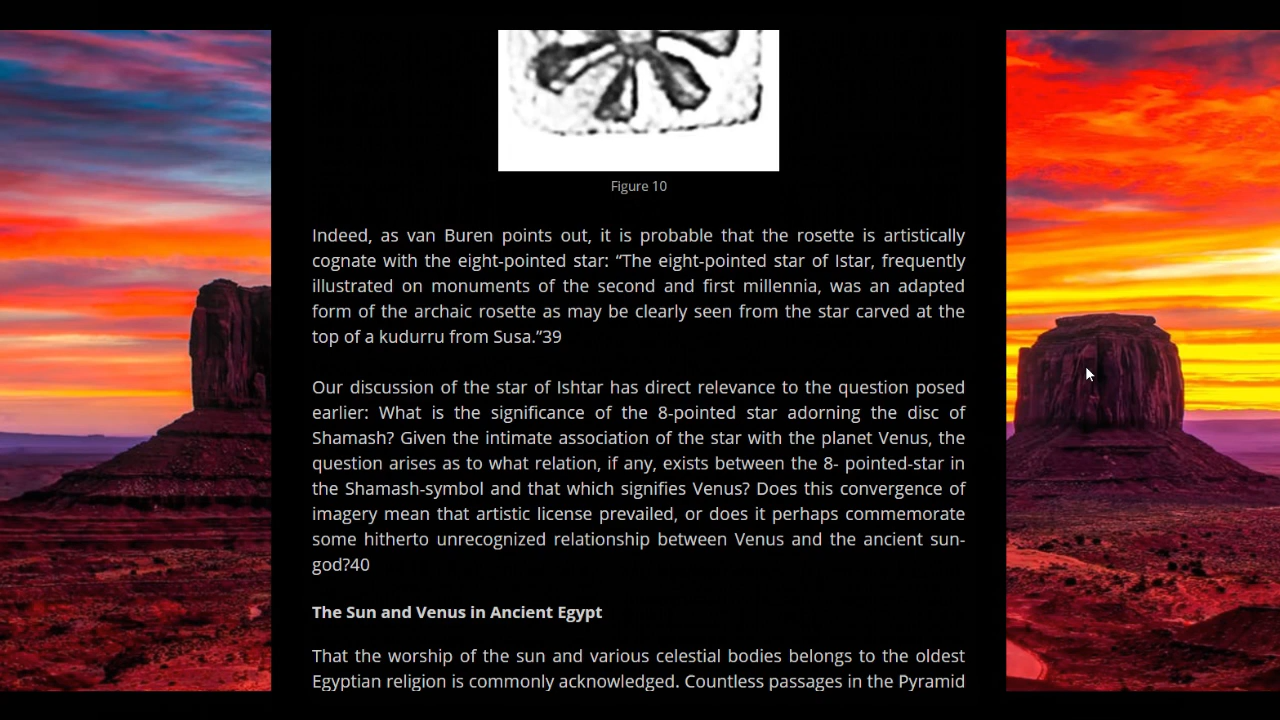 Figure 10
Indeed, as van Buren points out, it is probable that the rosette is artistically
cognate with the eight-pointed star: “The eight-pointed star of Istar, frequently
illustrated on monuments of the second and first millennia, was an adapted
form of the archaic rosette as may be clearly seen from the star carved at the
top of a kudurru from Susa.”39
Our discussion of the star of Ishtar has direct relevance to the question posed
earlier: What is the significance of the 8-pointed star adorning the disc of
Shamash? Given the intimate association of the star with the planet Venus, the
question arises as to what relation, if any, exists between the 8- pointed-star in
the Shamash-symbol and that which signifies Venus? Does this convergence of
imagery mean that artistic license prevailed, or does it perhaps commemorate
some hitherto unrecognized relationship between Venus and the ancient sun-
god?40
The Sun and Venus in Ancient Egypt
That the worship of the sun and various celestial bodies belongs to the oldest
Egyptian religion is commonly acknowledged. Countless passages in the Pyramid